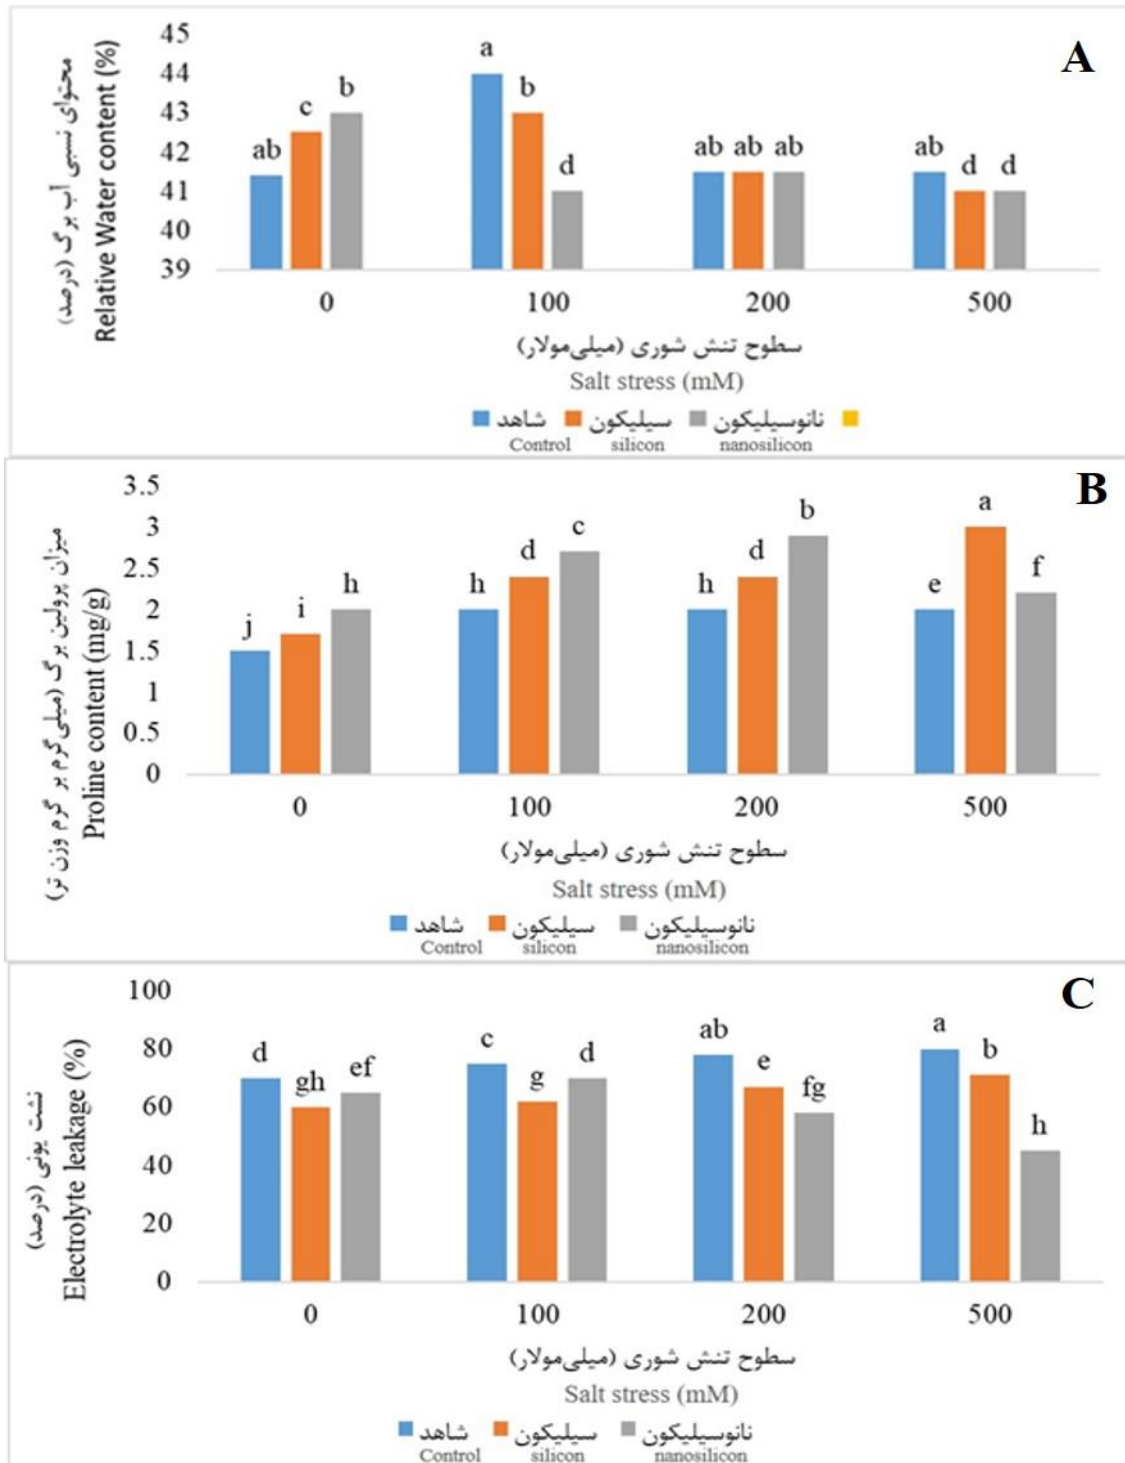 A
محتوای نسبی آب برگ (درصد)
Relative Water content (%)
45
44
43
42
41
40
39
ab c b
a b d
ab ab ab
ab d d
0 100 200 500
سطوح تنش شوری (میلی‌مولار)
Salt stress (mM)
شاهد سیلیکون نانوسیلیکون
Control silicon nanosilicon
B
میزان پرولین برگ (میلی‌گرم بر گرم وزن تر)
Proline content (mg/g)
3.5
3
2.5
2
1.5
1
0.5
0
j i h
h d c
h d b
e a f
0 100 200 500
سطوح تنش شوری (میلی‌مولار)
Salt stress (mM)
شاهد سیلیکون نانوسیلیکون
Control silicon nanosilicon
C
نشت یونی (درصد)
Electrolyte leakage (%)
100
80
60
40
20
0
d gh ef
c g d
ab e fg
a b h
0 100 200 500
سطوح تنش شوری (میلی‌مولار)
Salt stress (mM)
شاهد سیلیکون نانوسیلیکون
Control silicon nanosilicon